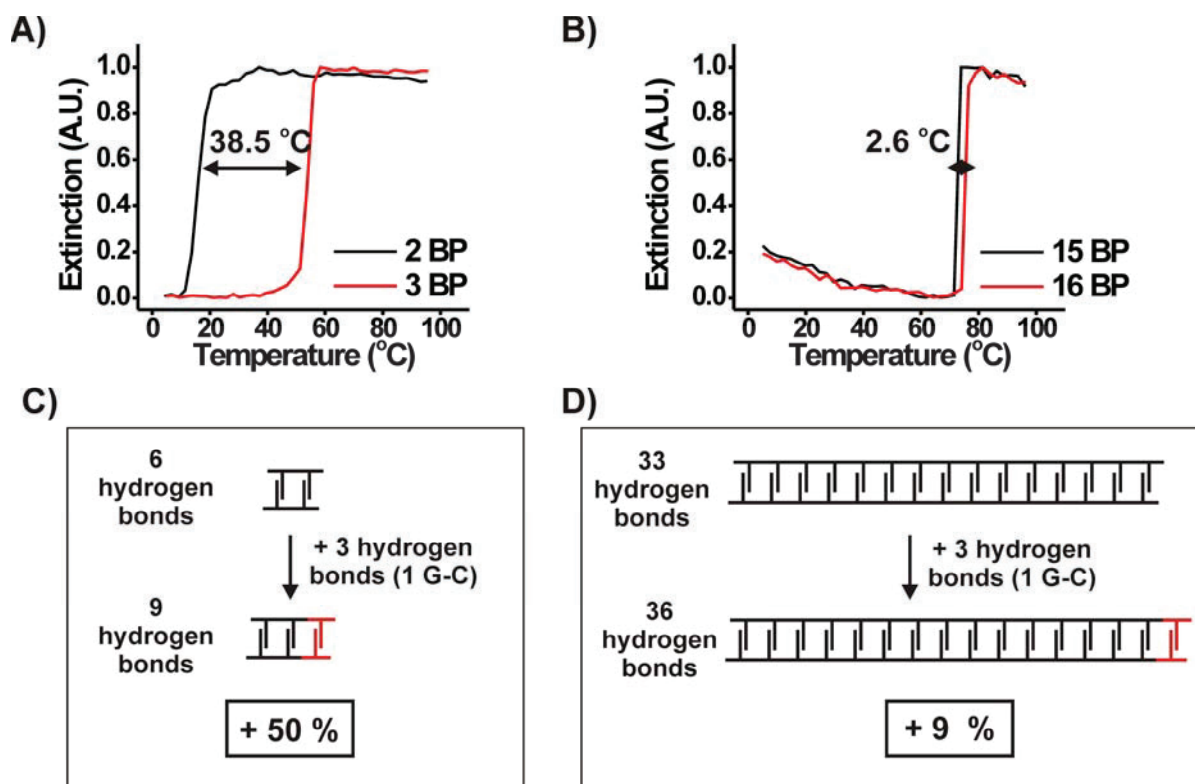 A)
Extinction (A.U.)
1.0
0.8
0.6
0.4
0.2
0.0
38.5 °C
2 BP
3 BP
0 20 40 60 80 100
Temperature (°C)
B)
Extinction (A.U.)
1.0
0.8
0.6
0.4
0.2
0.0
2.6 °C
15 BP
16 BP
0 20 40 60 80 100
Temperature (°C)
C)
6
hydrogen
bonds
+ 3 hydrogen
bonds (1 G-C)
9
hydrogen
bonds
+ 50 %
D)
33
hydrogen
bonds
+ 3 hydrogen
bonds (1 G-C)
36
hydrogen
bonds
+ 9 %